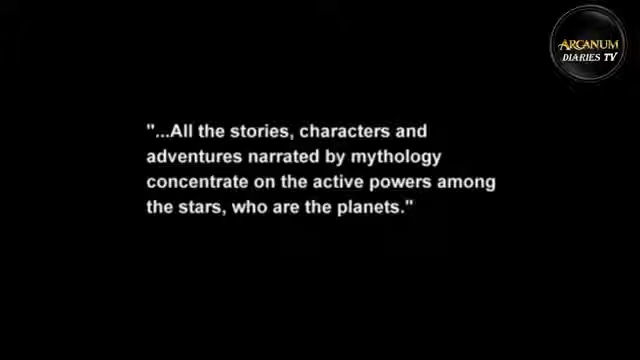 ARCANUM
DIARIES TV
"...All the stories, characters and
adventures narrated by mythology
concentrate on the active powers among
the stars, who are the planets."